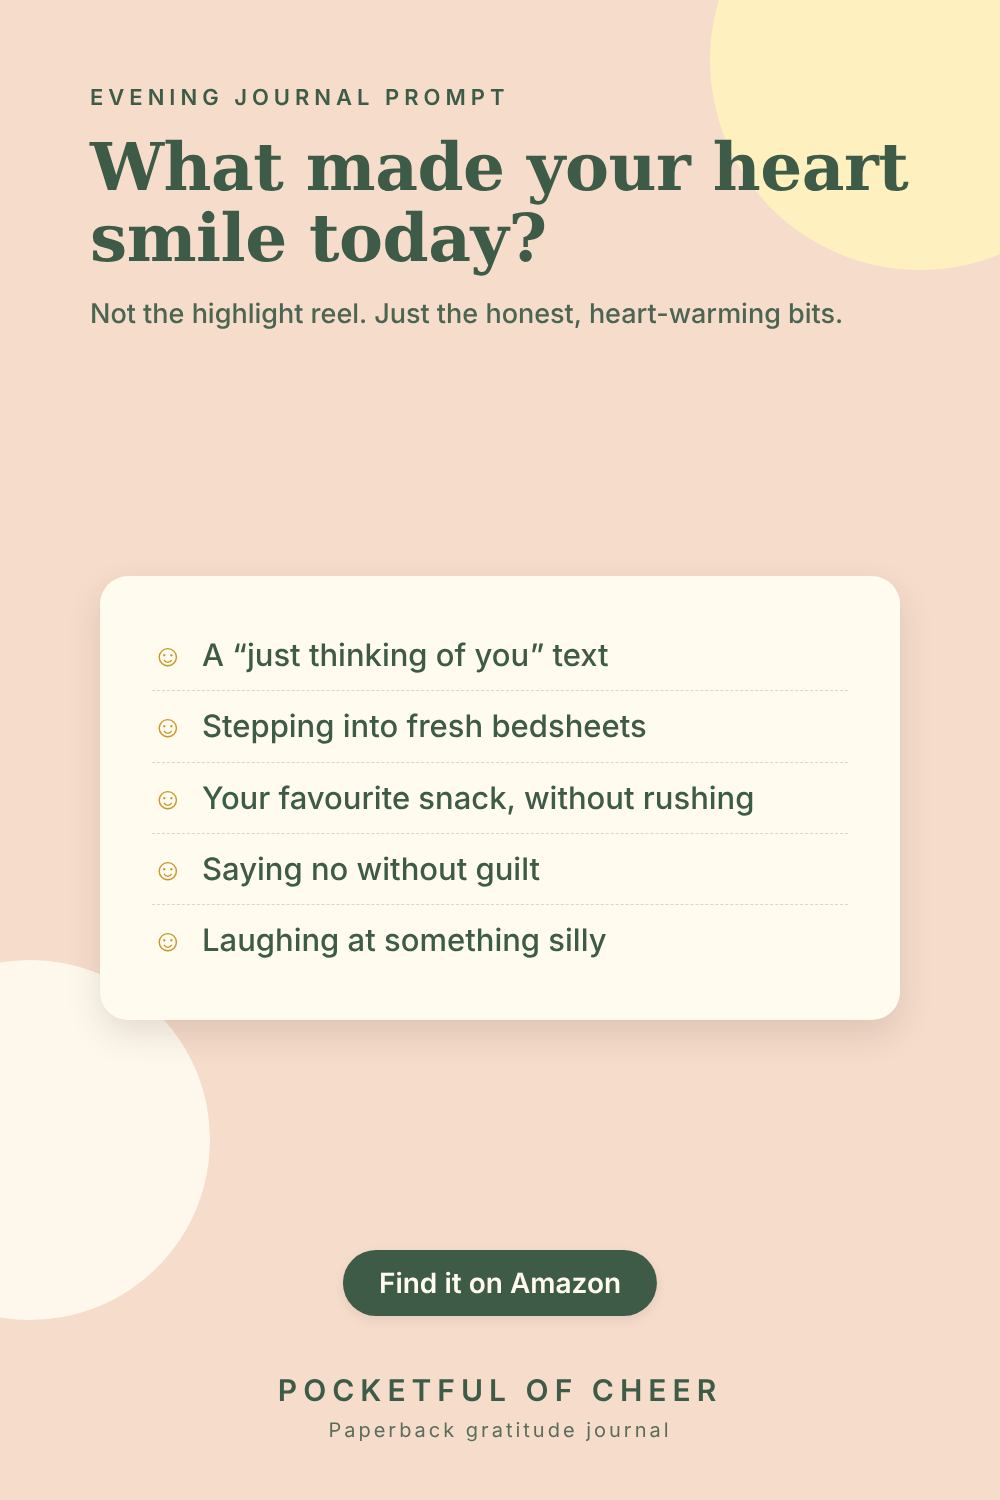 EVENING JOURNAL PROMPT
What made your heart
smile today?
Not the highlight reel. Just the honest, heart-warming bits.
☺ A “just thinking of you” text
☺ Stepping into fresh bedsheets
☺ Your favourite snack, without rushing
☺ Saying no without guilt
☺ Laughing at something silly
Find it on Amazon
POCKETFUL OF CHEER
Paperback gratitude journal